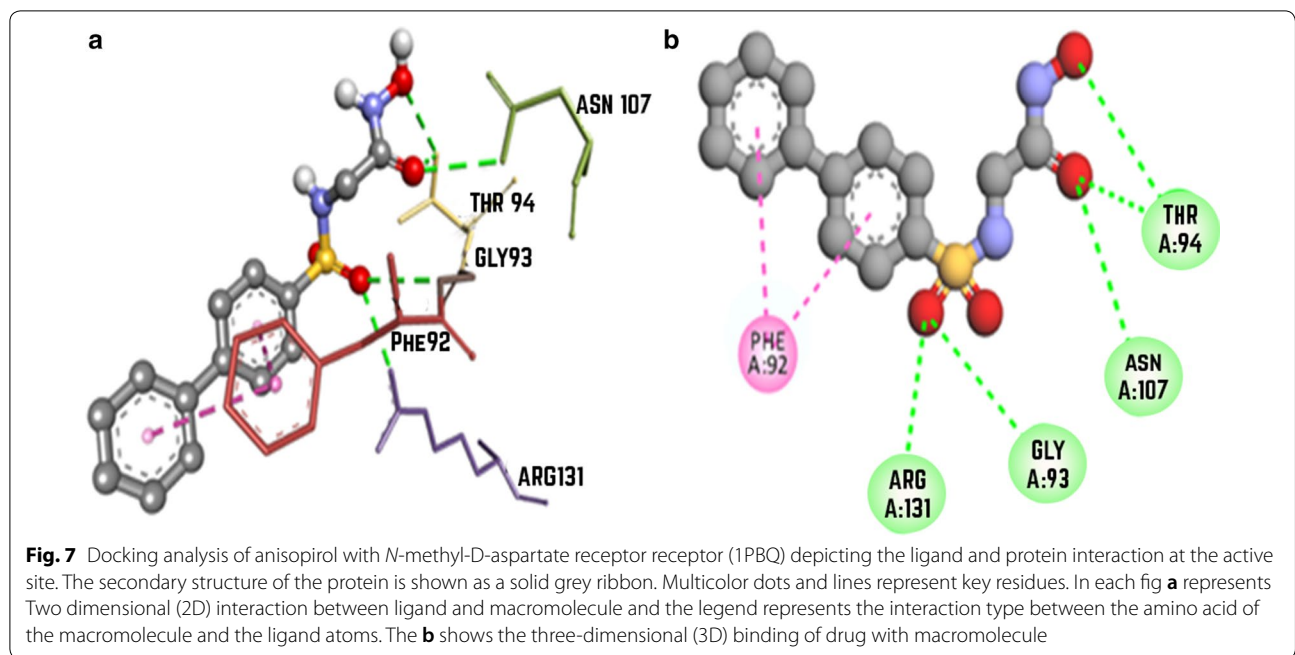 a
b
ASN 107
THR 94
GLY93
PHE92
ARG131
THR
A:94
PHE
A:92
ASN
A:107
GLY
A:93
ARG
A:131
Fig. 7 Docking analysis of anisopirol with N-methyl-D-aspartate receptor receptor (1PBQ) depicting the ligand and protein interaction at the active
site. The secondary structure of the protein is shown as a solid grey ribbon. Multicolor dots and lines represent key residues. In each fig a represents
Two dimensional (2D) interaction between ligand and macromolecule and the legend represents the interaction type between the amino acid of
the macromolecule and the ligand atoms. The b shows the three-dimensional (3D) binding of drug with macromolecule